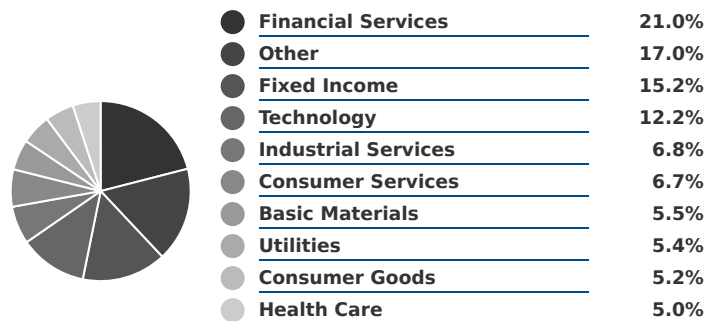 Financial Services 21.0%
Other 17.0%
Fixed Income 15.2%
Technology 12.2%
Industrial Services 6.8%
Consumer Services 6.7%
Basic Materials 5.5%
Utilities 5.4%
Consumer Goods 5.2%
Health Care 5.0%